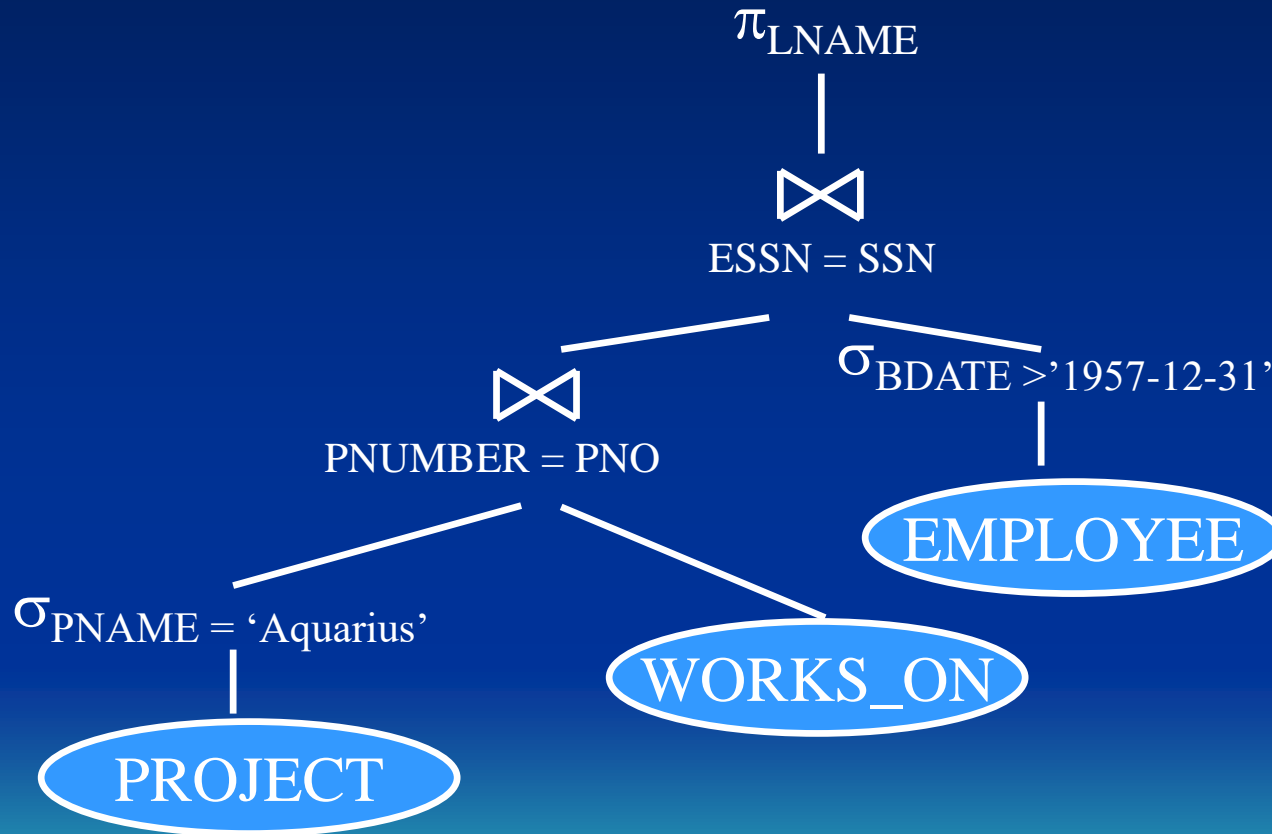 πLNAME
ESSN = SSN
σBDATE >’1957-12-31’
PNUMBER = PNO
EMPLOYEE
σPNAME = ‘Aquarius’
WORKS_ON
PROJECT